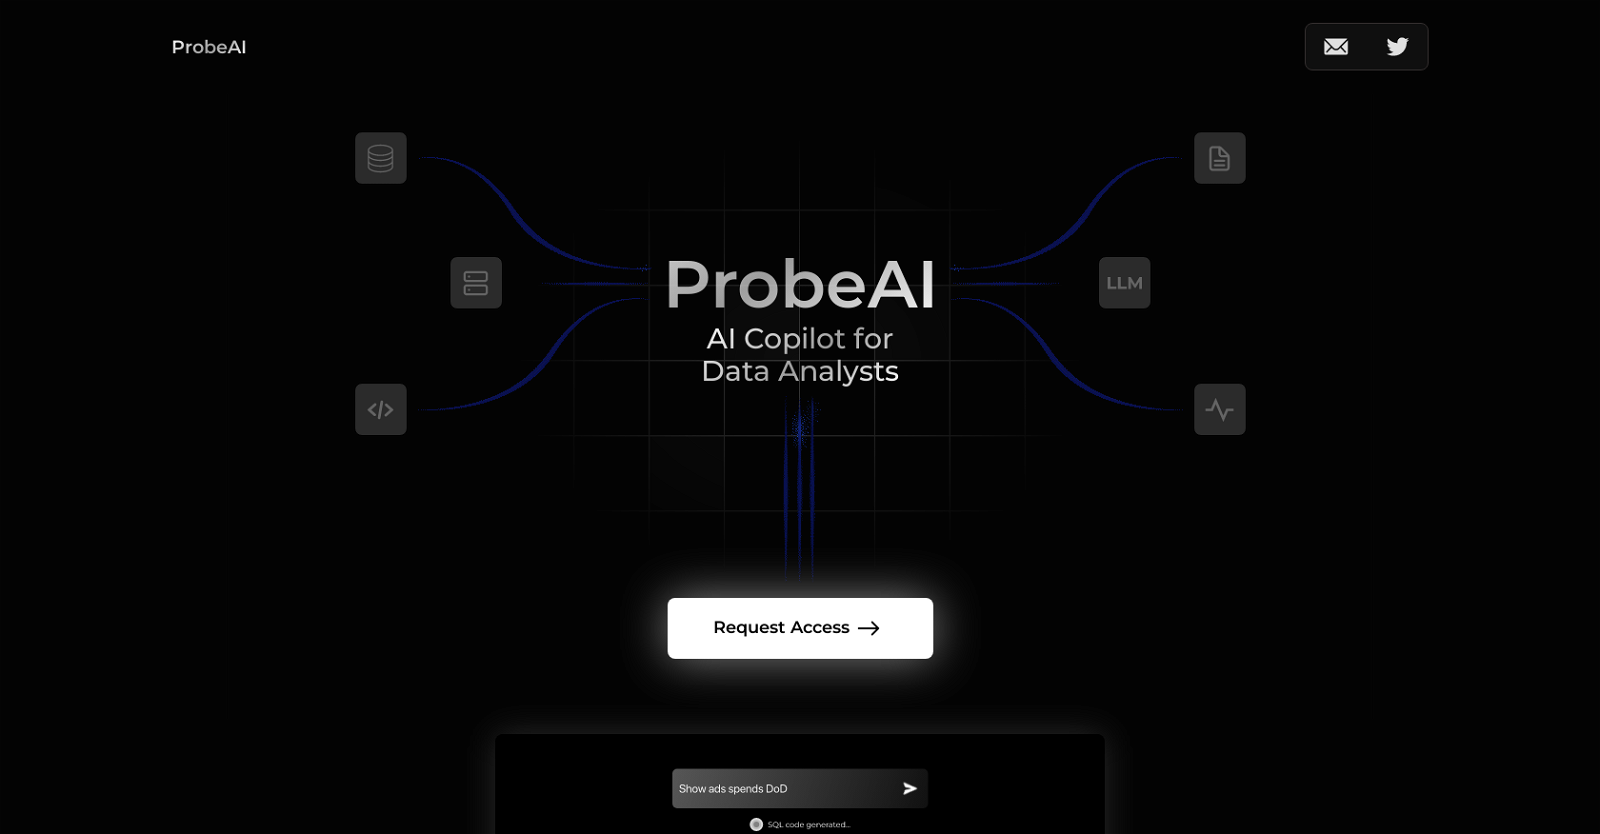 ProbeAI
LLM
ProbeAI
AI Copilot for
Data Analysts
Request Access
Show ads spends DoD
SQL code generated...